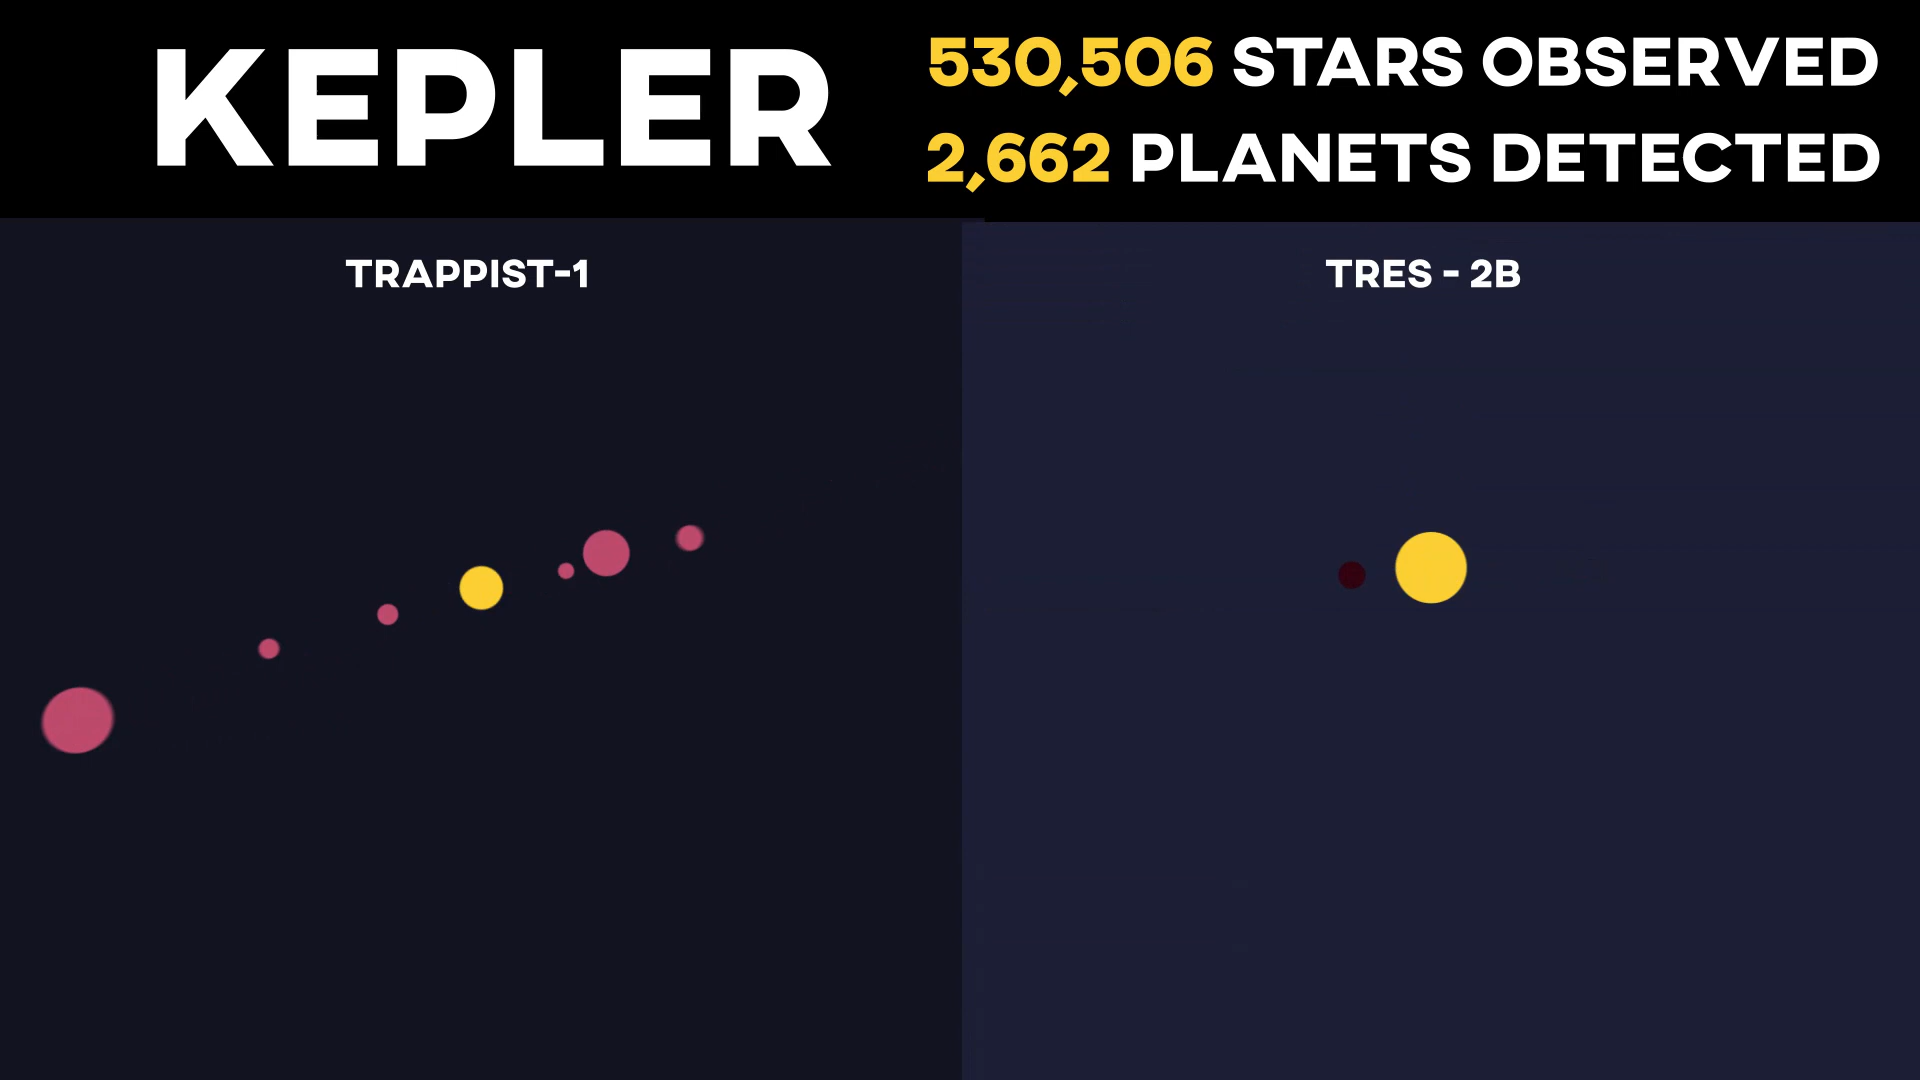 KEPLER
530,506 STARS OBSERVED
2,662 PLANETS DETECTED
TRAPPIST-1
TRES - 2B